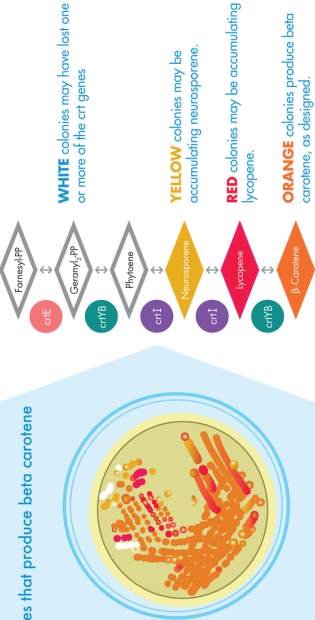 es that produce beta carotene
Farnesyl-PP
crtE
Geranyl₂-PP
crtYB
Phytoene
crtI
Neurosporene
crtI
Lycopene
crtYB
β-Carotene
WHITE colonies may have lost one
or more of the crt genes
YELLOW colonies may be
accumulating neurosporene.
RED colonies may be accumulating
lycopene.
ORANGE colonies produce beta
carotene, as designed.